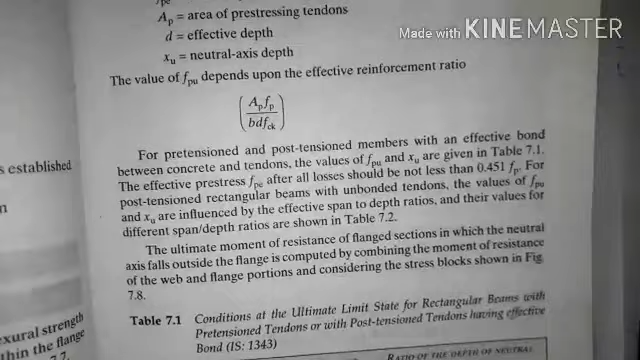 Made with KINEMASTER
A_p = area of prestressing tendons
d = effective depth
x_u = neutral-axis depth
The value of f_pu depends upon the effective reinforcement ratio
(A_p f_p / bdf_ck)
For pretensioned and post-tensioned members with an effective bond
between concrete and tendons, the values of f_pu and x_u are given in Table 7.1.
The effective prestress f_pe after all losses should be not less than 0.451 f_p. For
post-tensioned rectangular beams with unbonded tendons, the values of f_pu
and x_u are influenced by the effective span to depth ratios, and their values for
different span/depth ratios are shown in Table 7.2.
The ultimate moment of resistance of flanged sections in which the neutral
axis falls outside the flange is computed by combining the moment of resistance
of the web and flange portions and considering the stress blocks shown in Fig.
7.8.
Table 7.1 Conditions at the Ultimate Limit State for Rectangular Beams with
Pretensioned Tendons or with Post-tensioned Tendons having effective
Bond (IS: 1343)
RATIO OF THE DEPTH OF NEUTRAL
s established
n
exural strength
thin the flange
7.7.